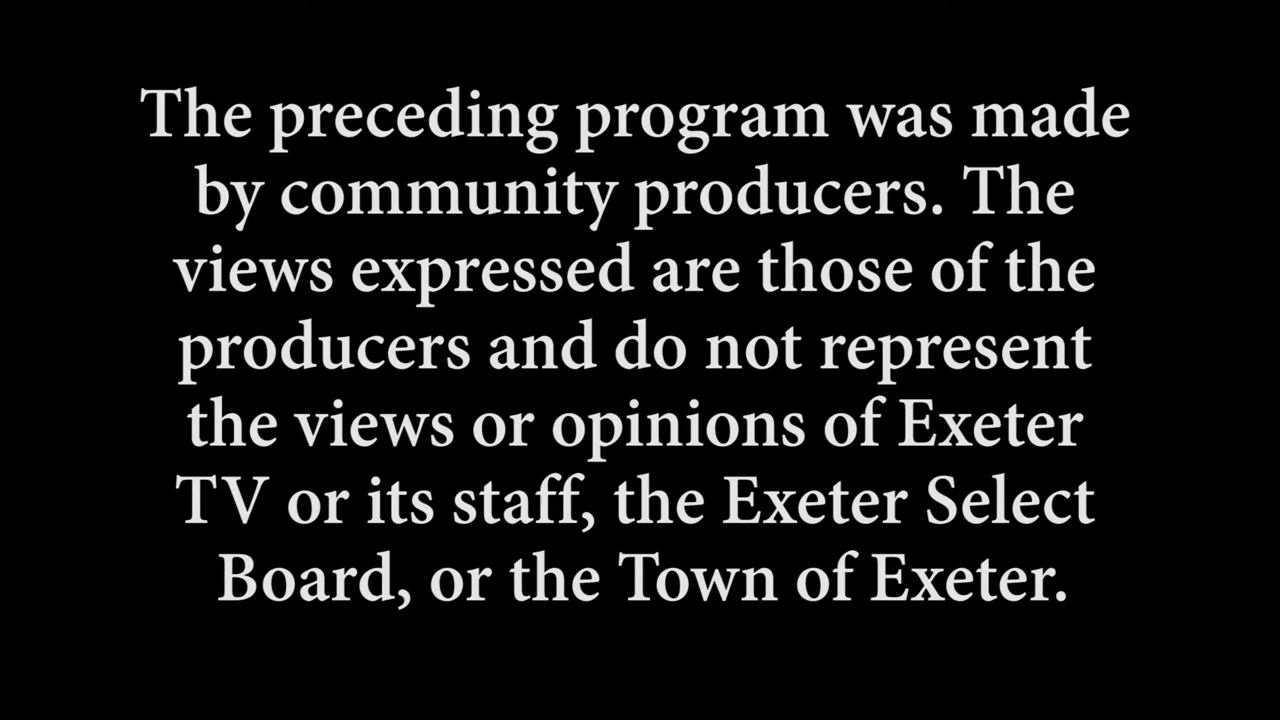 The preceding program was made
by community producers. The
views expressed are those of the
producers and do not represent
the views or opinions of Exeter
TV or its staff, the Exeter Select
Board, or the Town of Exeter.